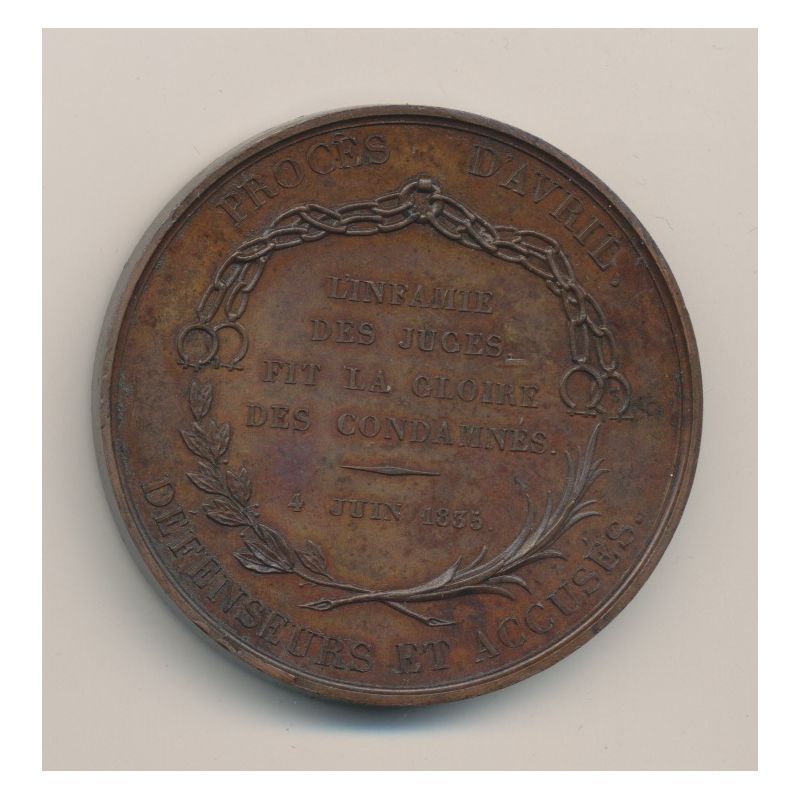 PROCÈS D'AVRIL.
L'INFAMIE
DES JUGES
FIT LA GLOIRE
DES CONDAMNÉS.
4 JUIN 1835.
DÉFENSEURS ET ACCUSÉS.